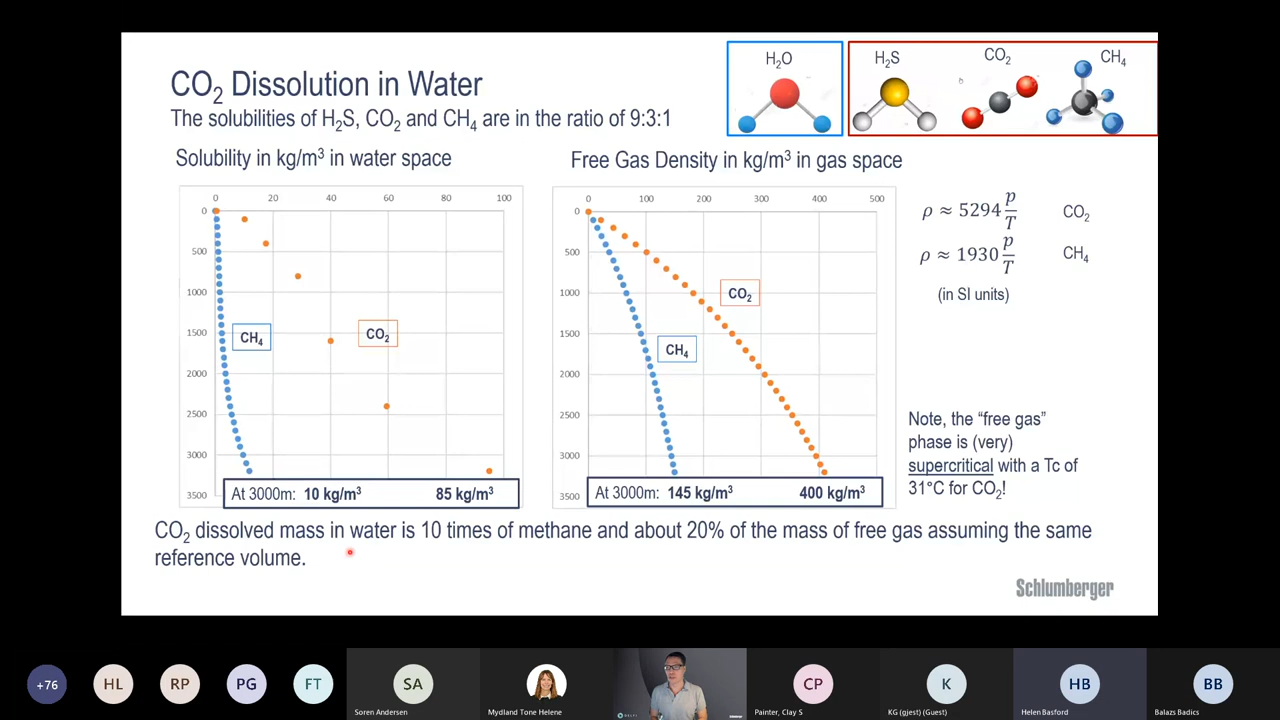 CO₂ Dissolution in Water
The solubilities of H₂S, CO₂ and CH₄ are in the ratio of 9:3:1
H₂O
H₂S
CO₂
CH₄
Solubility in kg/m³ in water space
0 20 40 60 80 100
0
500
1000
1500
2000
2500
3000
3500
CH₄
CO₂
At 3000m: 10 kg/m³ 85 kg/m³
Free Gas Density in kg/m³ in gas space
0 100 200 300 400 500
0
500
1000
1500
2000
2500
3000
3500
CO₂
CH₄
At 3000m: 145 kg/m³ 400 kg/m³
ρ ≈ 5294 p/T CO₂
ρ ≈ 1930 p/T CH₄
(in SI units)
Note, the “free gas”
phase is (very)
supercritical with a Tc of
31°C for CO₂!
CO₂ dissolved mass in water is 10 times of methane and about 20% of the mass of free gas assuming the same
reference volume.
Schlumberger
+76
HL
RP
PG
FT
SA
Soren Andersen
Mydland Tone Helene
CP
Painter, Clay S
K
KG (gjest) (Guest)
HB
Helen Basford
BB
Balazs Badics